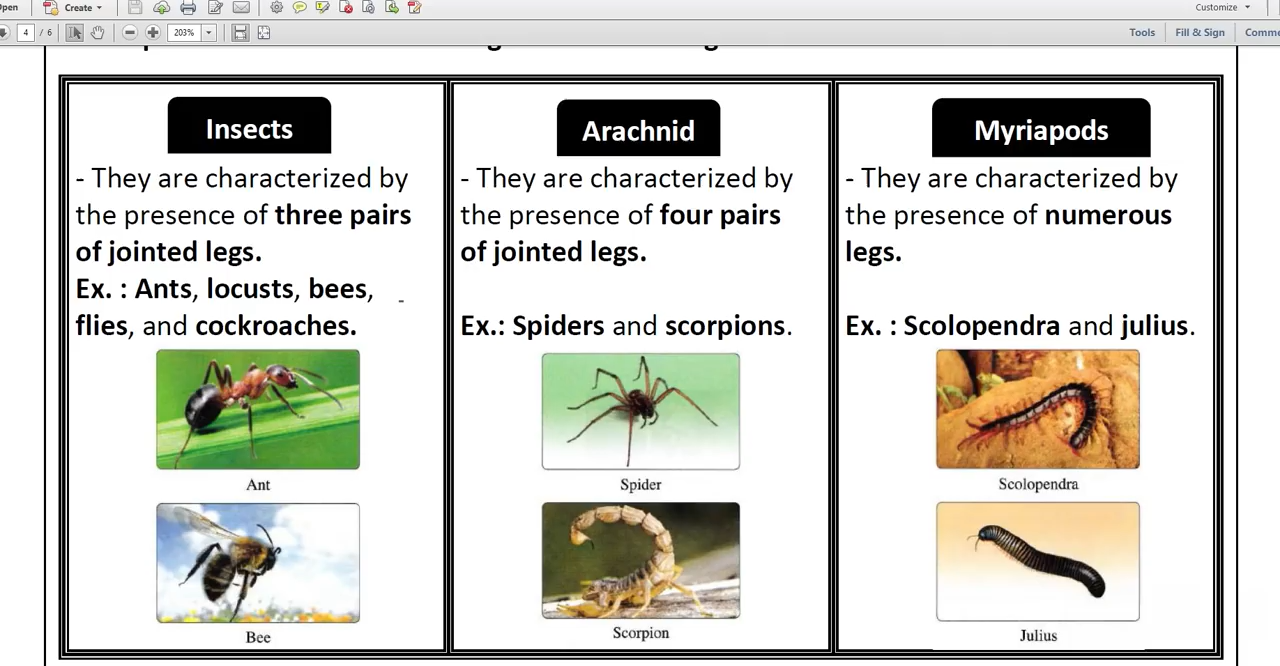 Open
Create
Customize
4 / 6
203%
Tools
Fill & Sign
Insects
- They are characterized by
the presence of three pairs
of jointed legs.
Ex. : Ants, locusts, bees,
flies, and cockroaches.
Ant
Bee
Arachnid
- They are characterized by
the presence of four pairs
of jointed legs.
Ex.: Spiders and scorpions.
Spider
Scorpion
Myriapods
- They are characterized by
the presence of numerous
legs.
Ex. : Scolopendra and julius.
Scolopendra
Julius